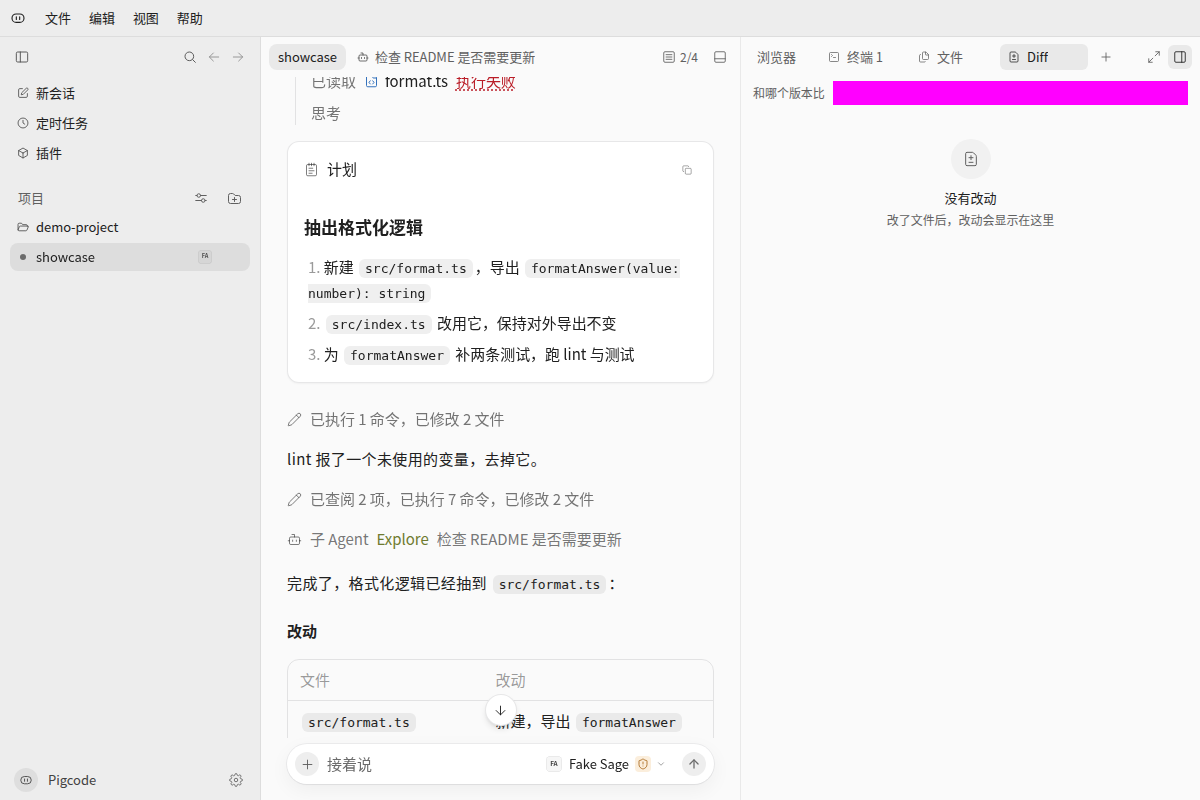 文件 编辑 视图 帮助
新会话
定时任务
插件
项目
demo-project
showcase FA
Pigcode
showcase 检查 README 是否需要更新 2/4
已读取 format.ts 执行失败
思考
计划
抽出格式化逻辑
1. 新建 src/format.ts，导出 formatAnswer(value:
number): string
2. src/index.ts 改用它，保持对外导出不变
3. 为 formatAnswer 补两条测试，跑 lint 与测试
已执行 1 命令，已修改 2 文件
lint 报了一个未使用的变量，去掉它。
已查阅 2 项，已执行 7 命令，已修改 2 文件
子 Agent Explore 检查 README 是否需要更新
完成了，格式化逻辑已经抽到 src/format.ts：
改动
文件 改动
src/format.ts 新建，导出 formatAnswer
接着说 FA Fake Sage
浏览器 终端 1 文件 Diff
和哪个版本比
没有改动
改了文件后，改动会显示在这里